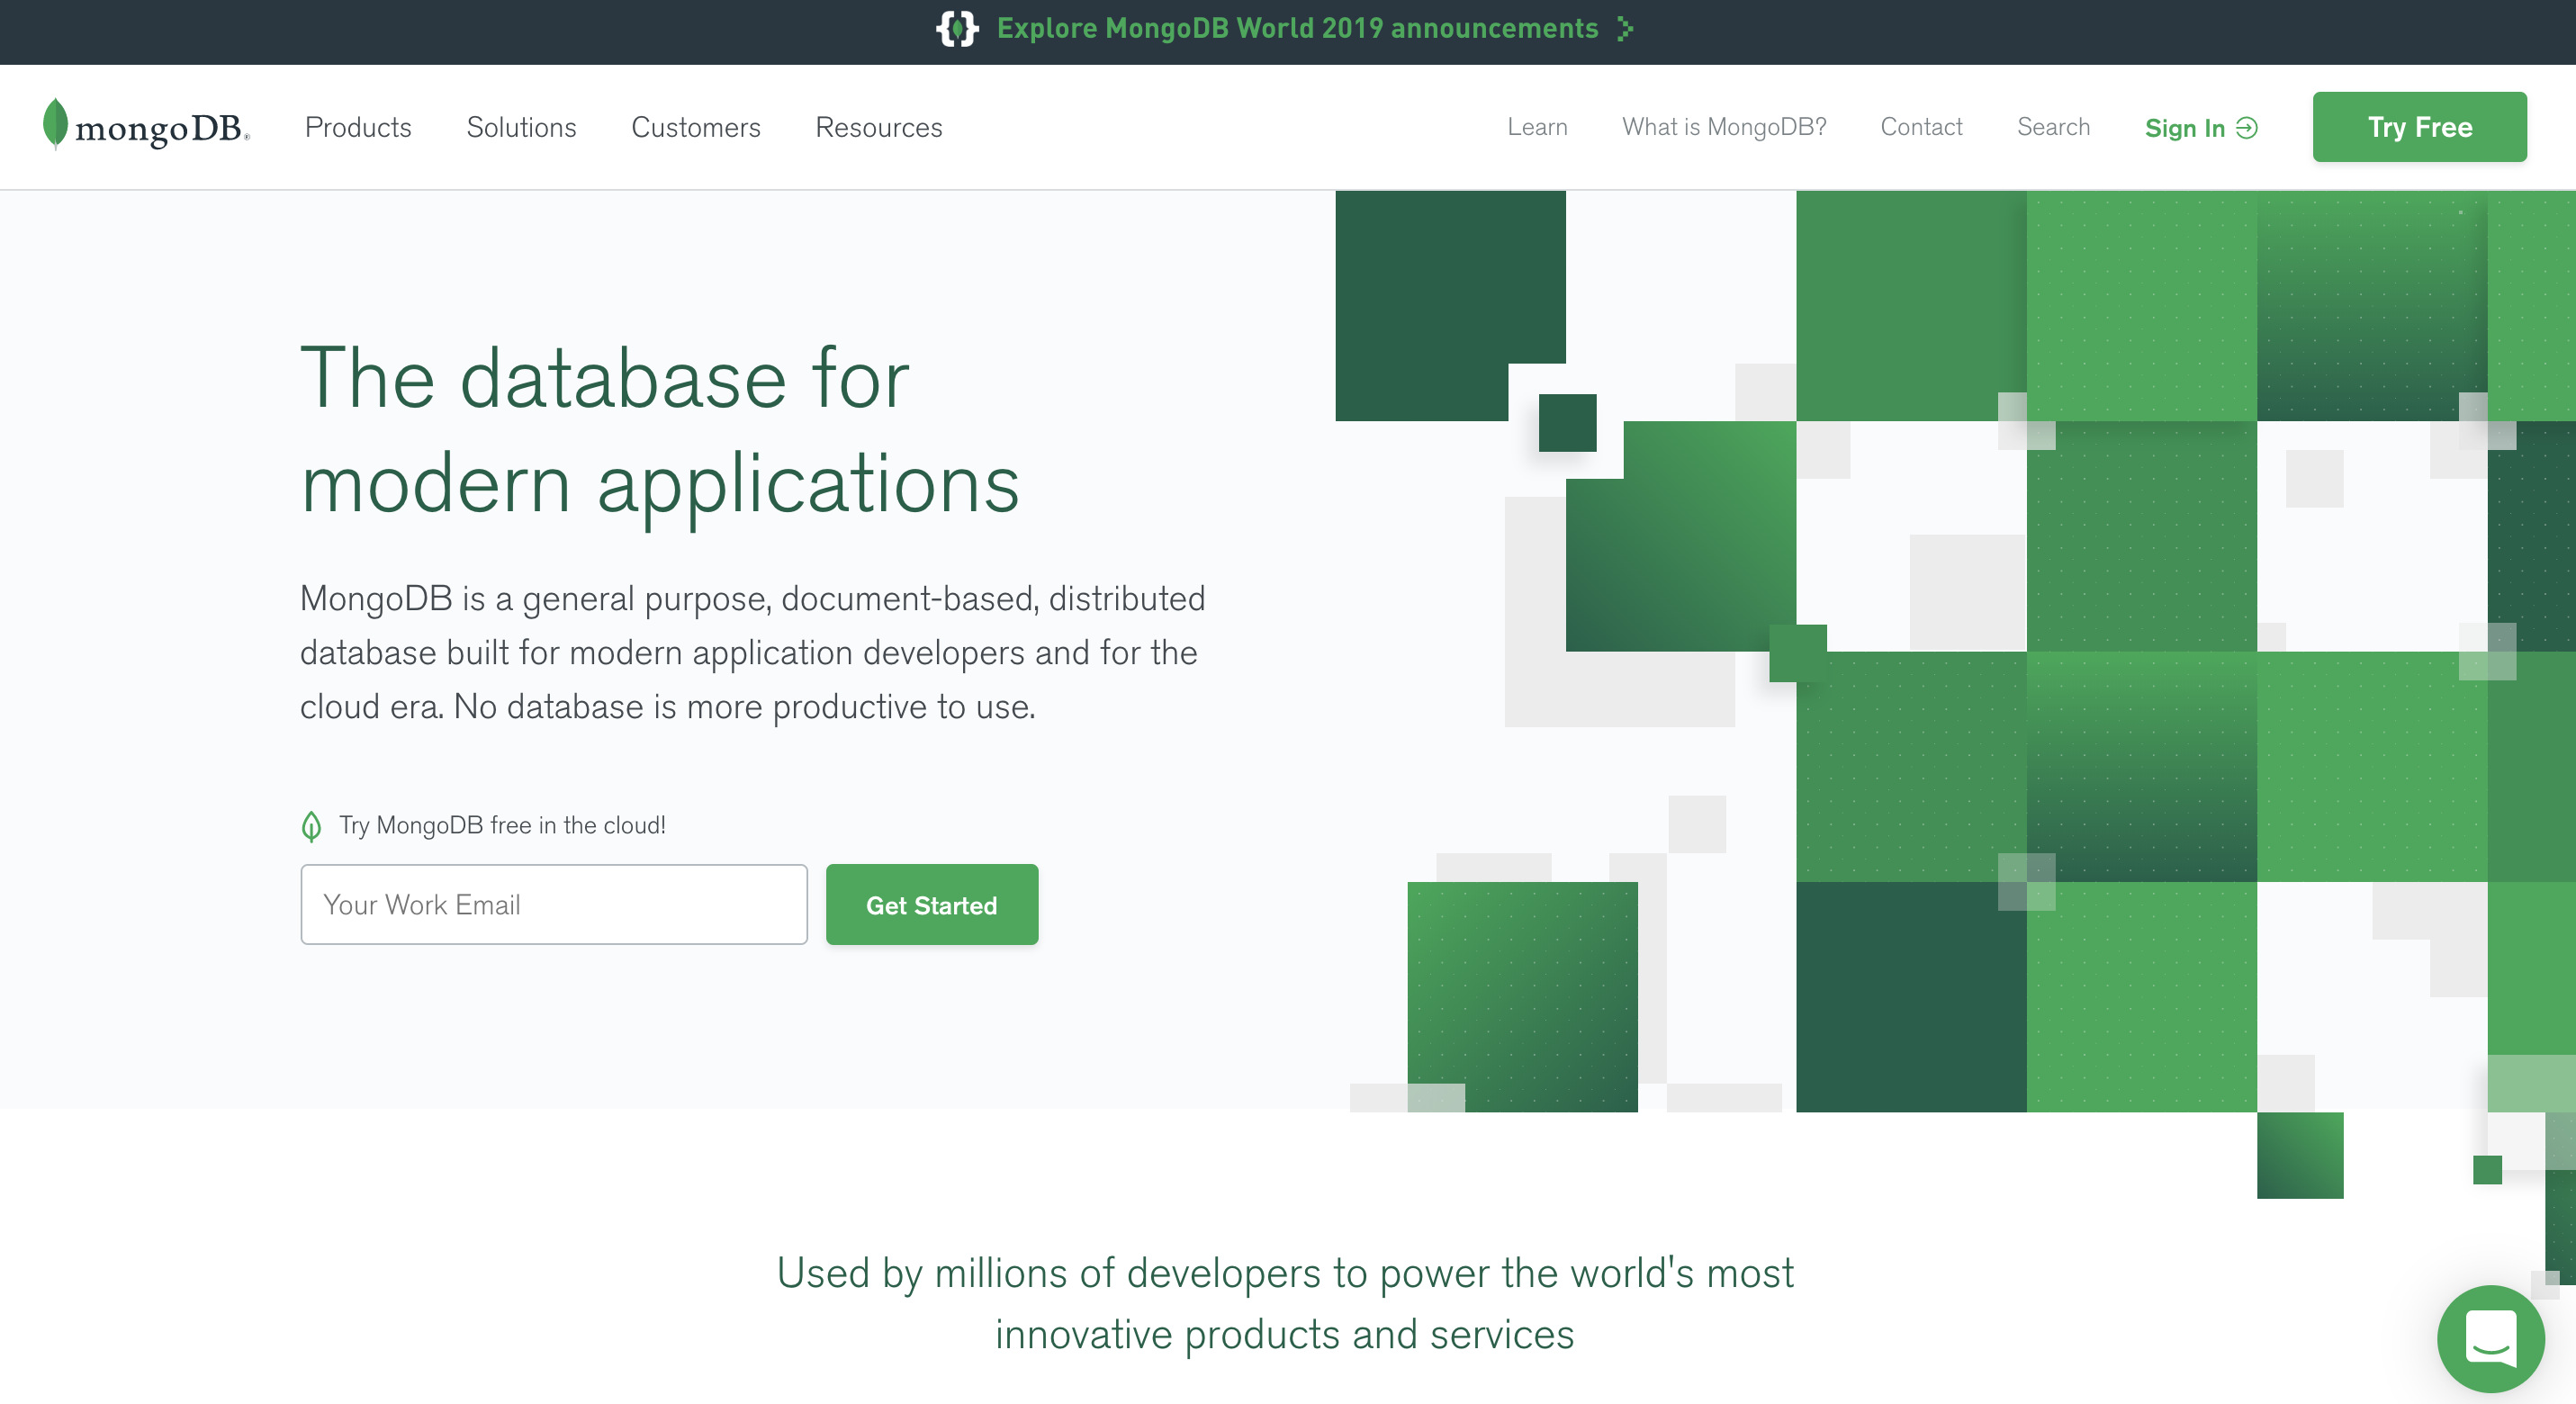 Explore MongoDB World 2019 announcements
mongoDB®
Products
Solutions
Customers
Resources
Learn
What is MongoDB?
Contact
Search
Sign In
Try Free
The database for
modern applications
MongoDB is a general purpose, document-based, distributed
database built for modern application developers and for the
cloud era. No database is more productive to use.
Try MongoDB free in the cloud!
Your Work Email
Get Started
Used by millions of developers to power the world's most
innovative products and services